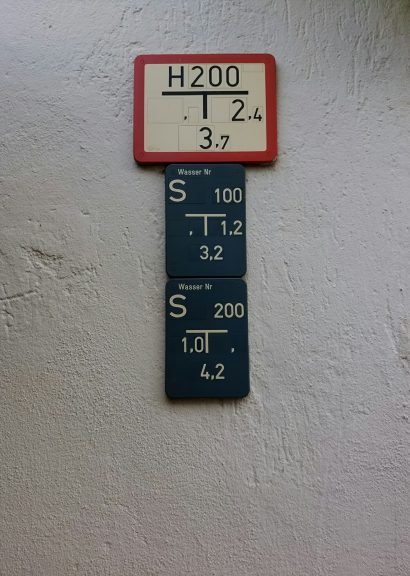 H200
, 2,4
3,7
Wasser Nr
S 100
, 1,2
3,2
Wasser Nr
S 200
1,0 ,
4,2